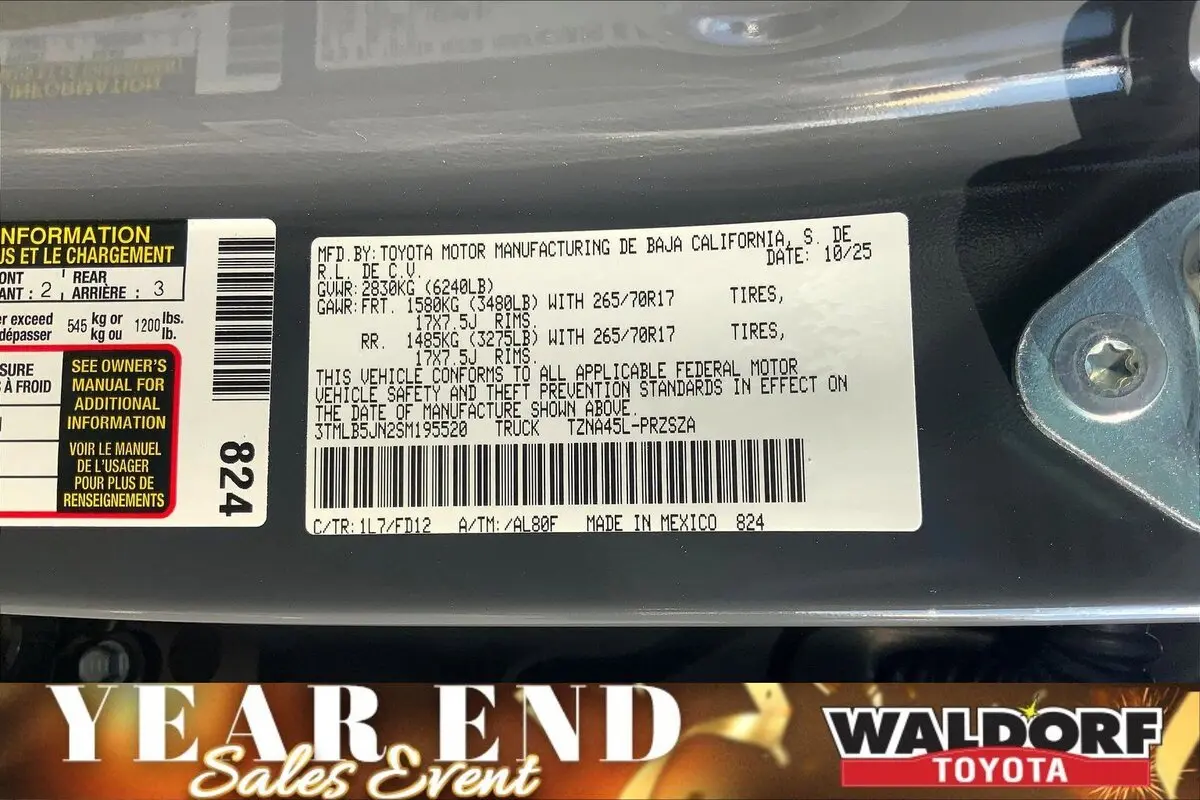 NFORMATION
US ET LE CHARGEMENT
ONT
ANT : 2
REAR
ARRIÈRE : 3
er exceed
dépasser
545 kg or
kg ou
1200 lbs.
lb.
SURE
À FROID
SEE OWNER'S
MANUAL FOR
ADDITIONAL
INFORMATION
VOIR LE MANUEL
DE L'USAGER
POUR PLUS DE
RENSEIGNEMENTS
824
MFD. BY: TOYOTA MOTOR MANUFACTURING DE BAJA CALIFORNIA, S. DE
R.L. DE C.V. DATE: 10/25
GVWR: 2830KG (6240LB)
GAWR: FRT. 1580KG (3480LB) WITH 265/70R17 TIRES,
17X7.5J RIMS.
RR. 1485KG (3275LB) WITH 265/70R17 TIRES,
17X7.5J RIMS.
THIS VEHICLE CONFORMS TO ALL APPLICABLE FEDERAL MOTOR
VEHICLE SAFETY AND THEFT PREVENTION STANDARDS IN EFFECT ON
THE DATE OF MANUFACTURE SHOWN ABOVE.
3TMLB5JN2SM195520 TRUCK TZNA45L-PRZSZA
C/TR: 1L7/FD12 A/TM: /AL80F MADE IN MEXICO 824
YEAR END
Sales Event
WALDORF
TOYOTA